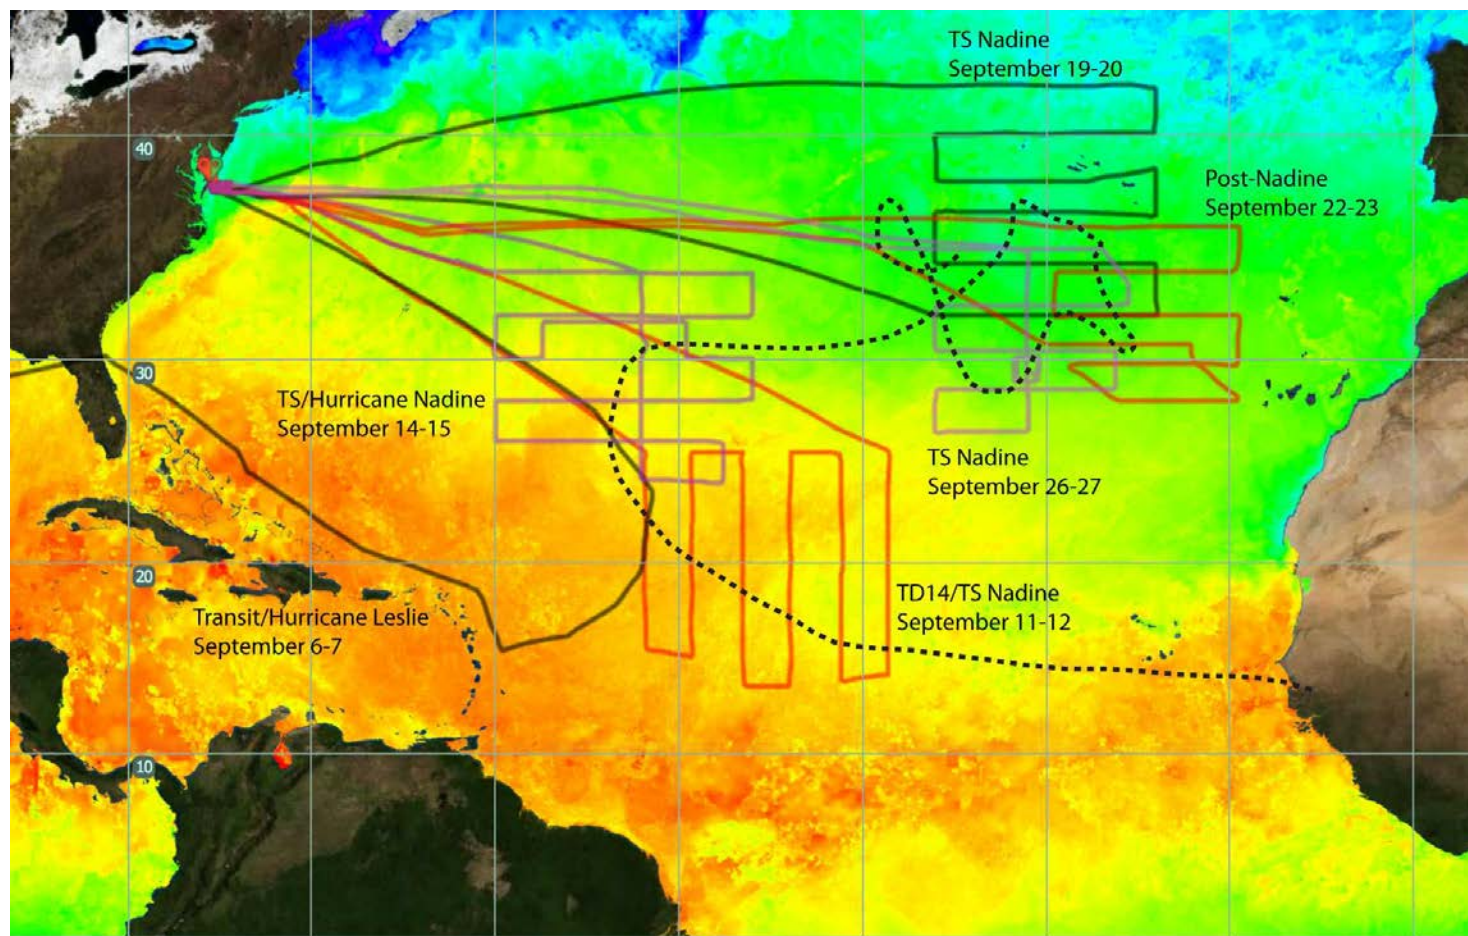 TS Nadine
September 19-20
40
Post-Nadine
September 22-23
30
TS/Hurricane Nadine
September 14-15
TS Nadine
September 26-27
20
TD14/TS Nadine
September 11-12
Transit/Hurricane Leslie
September 6-7
10